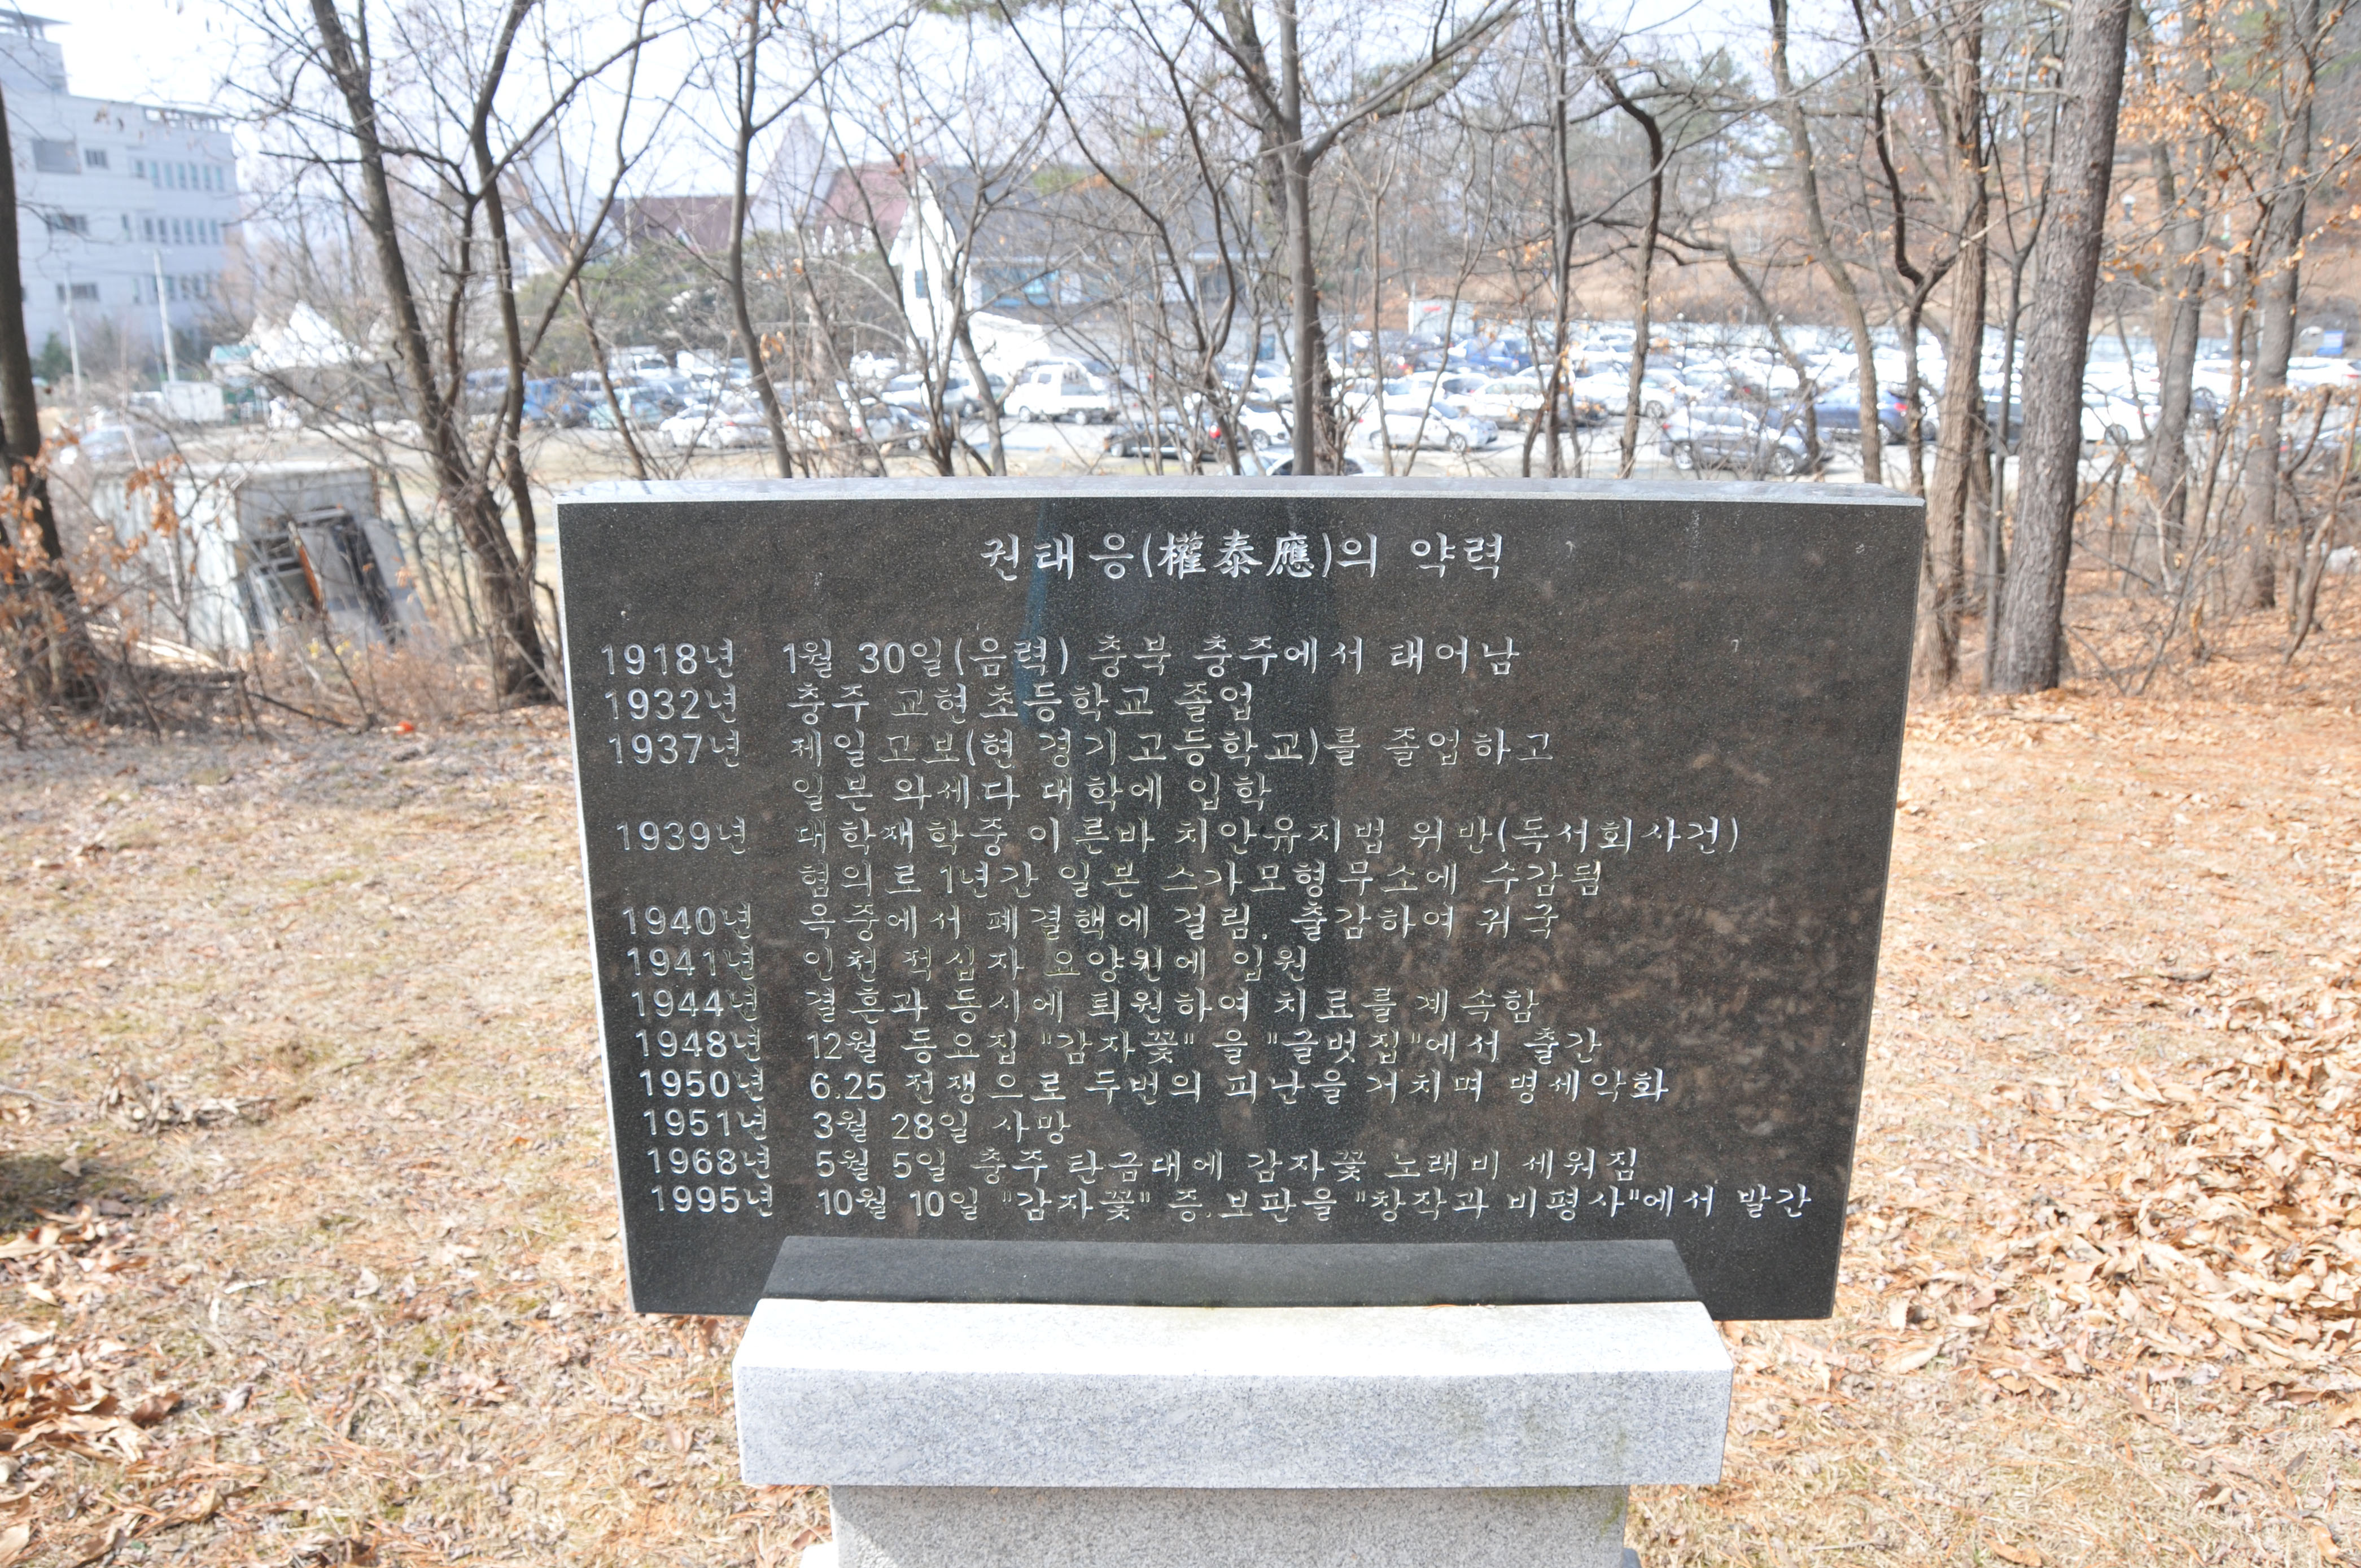 권태응(權泰應)의 약력
1918년 1월 30일(음력) 충북 충주에서 태어남
1932년 충주 교현초등학교 졸업
1937년 제일고보(현 경기고등학교)를 졸업하고
일본 와세다 대학에 입학
1939년 대학재학중 이른바 치안유지법 위반(독서회사건)
혐의로 1년간 일본 스가모형무소에 수감됨
1940년 옥중에서 폐결핵에 걸림. 출감하여 귀국
1941년 인천 적십자 요양원에 입원
1944년 결혼과 동시에 퇴원하여 치료를 계속함
1948년 12월 동요집 "감자꽃" 을 "글벗집"에서 출간
1950년 6.25 전쟁으로 두번의 피난을 거치며 병세악화
1951년 3월 28일 사망
1968년 5월 5일 충주 탄금대에 감자꽃 노래비 세워짐
1995년 10월 10일 "감자꽃" 증.보판을 "창작과 비평사"에서 발간